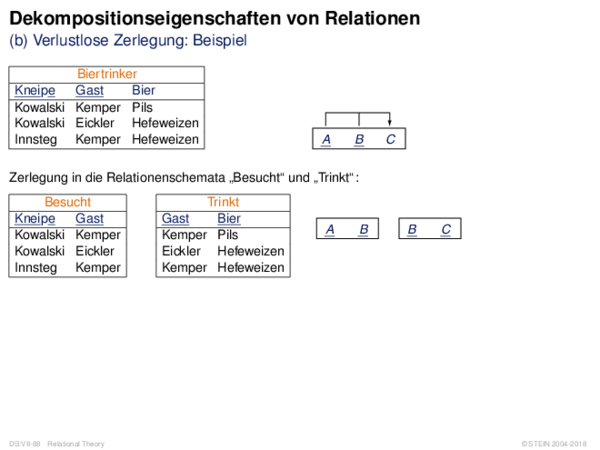 Dekompositionseigenschaften von Relationen
(b) Verlustlose Zerlegung: Beispiel
Biertrinker
Kneipe Gast Bier
Kowalski Kemper Pils
Kowalski Eickler Hefeweizen
Innsteg Kemper Hefeweizen
A B C
Zerlegung in die Relationenschemata „Besucht“ und „Trinkt“:
Besucht Trinkt
Kneipe Gast Gast Bier
Kowalski Kemper Kemper Pils A B B C
Kowalski Eickler Eickler Hefeweizen
Innsteg Kemper Kemper Hefeweizen
DB:VII-88 Relational Theory ©STEIN 2004-2018